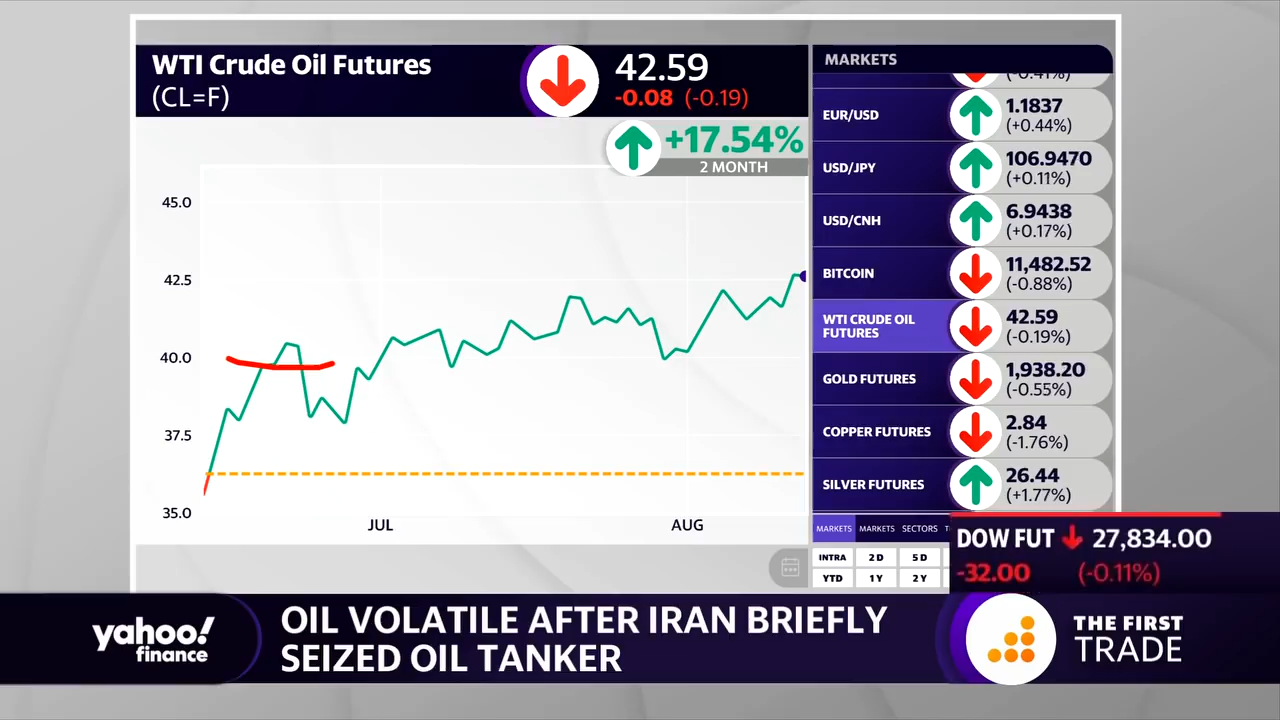 WTI Crude Oil Futures
(CL=F)
42.59
-0.08 (-0.19)
+17.54%
2 MONTH
45.0
42.5
40.0
37.5
35.0
JUL
AUG
MARKETS
(-0.41%)
EUR/USD
1.1837
(+0.44%)
USD/JPY
106.9470
(+0.11%)
USD/CNH
6.9438
(+0.17%)
BITCOIN
11,482.52
(-0.88%)
WTI CRUDE OIL
FUTURES
42.59
(-0.19%)
GOLD FUTURES
1,938.20
(-0.55%)
COPPER FUTURES
2.84
(-1.76%)
SILVER FUTURES
26.44
(+1.77%)
MARKETS MARKETS SECTORS
INTRA 2 D 5 D
YTD 1 Y 2 Y
DOW FUT 27,834.00
-32.00 (-0.11%)
yahoo!
finance
OIL VOLATILE AFTER IRAN BRIEFLY
SEIZED OIL TANKER
THE FIRST
TRADE